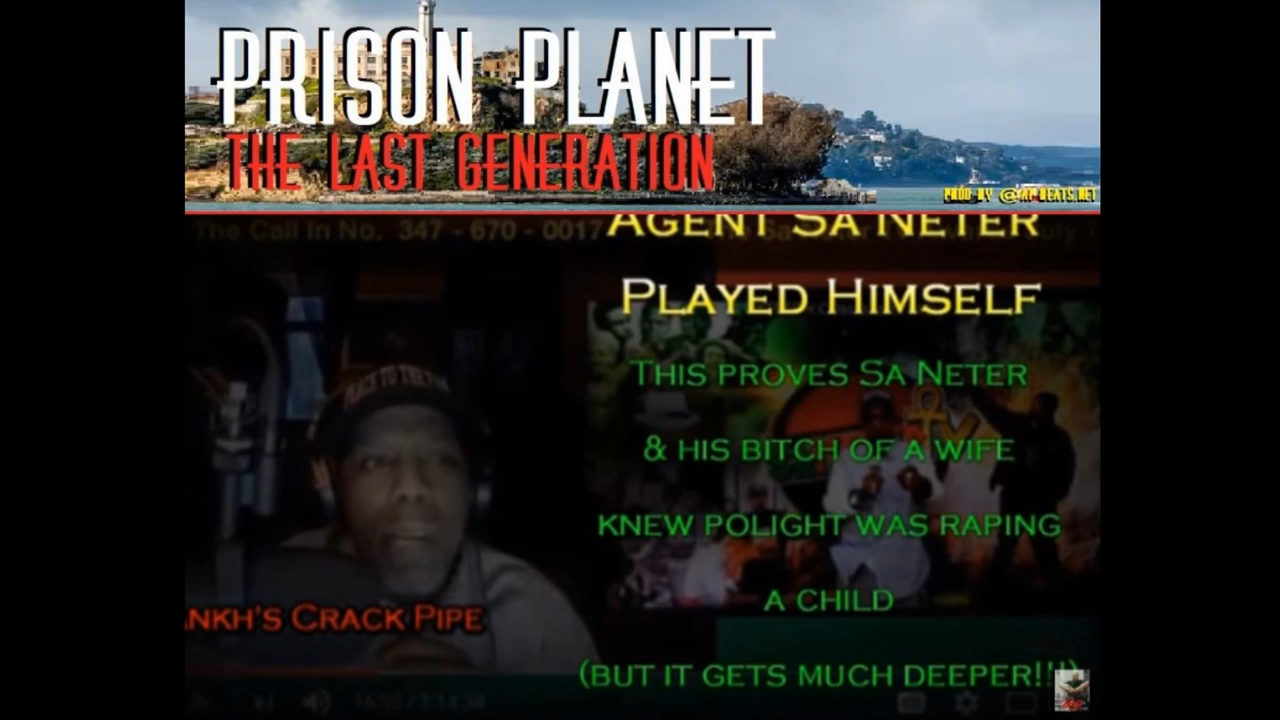 PRISON PLANET
THE LAST GENERATION
The Call In No. 347 - 670 - 0017
AGENT SA NETER
PLAYED HIMSELF
THIS PROVES SA NETER
& HIS BITCH OF A WIFE
KNEW POLIGHT WAS RAPING
A CHILD
NKH'S CRACK PIPE
(BUT IT GETS MUCH DEEPER!!!)